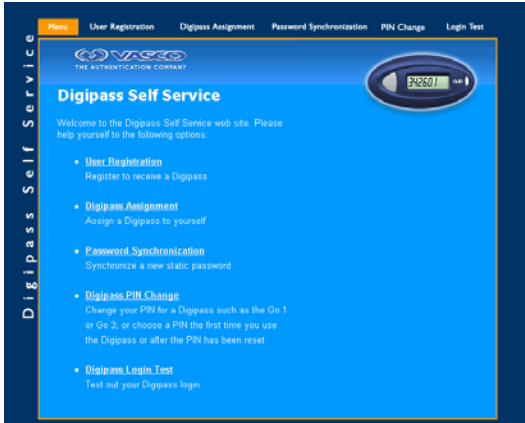 Menu User Registration Digipass Assignment Password Synchronization PIN Change Login Test
Digipass Self Service
VASCO
THE AUTHENTICATION COMPANY
342601
Digipass Self Service
Welcome to the Digipass Self Service web site. Please
help yourself to the following options:
• User Registration
Register to receive a Digipass
• Digipass Assignment
Assign a Digipass to yourself
• Password Synchronization
Synchronize a new static password
• Digipass PIN Change
Change your PIN for a Digipass such as the Go 1
or Go 3; or choose a PIN the first time you use
the Digipass or after the PIN has been reset
• Digipass Login Test
Test out your Digipass login